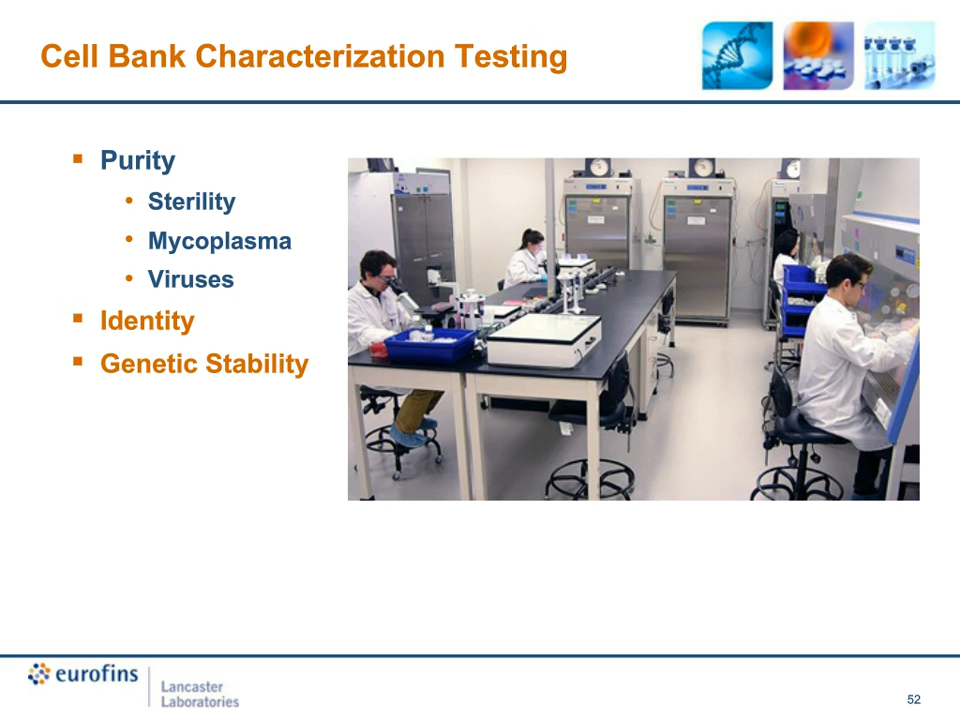 Cell Bank Characterization Testing
Purity
Sterility
Mycoplasma
Viruses
Identity
Genetic Stability
eurofins
Lancaster
Laboratories
52